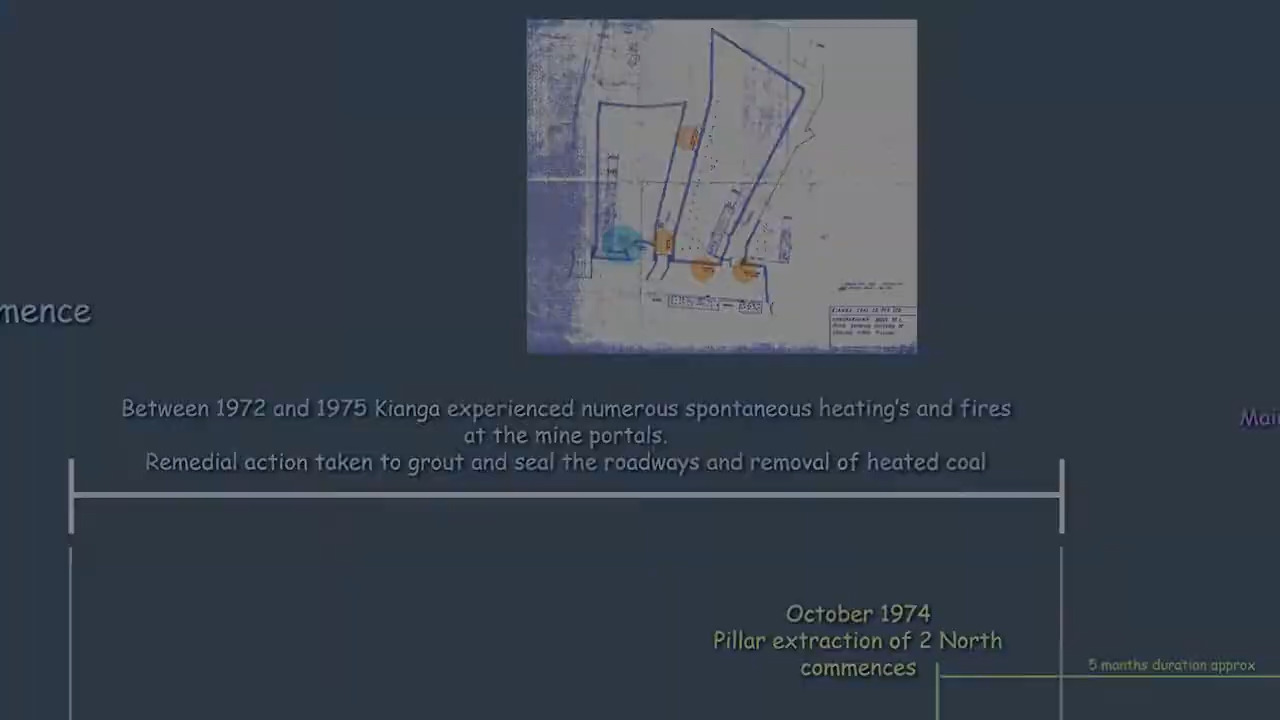 mence
Between 1972 and 1975 Kianga experienced numerous spontaneous heating's and fires
at the mine portals.
Remedial action taken to grout and seal the roadways and removal of heated coal
Mai
October 1974
Pillar extraction of 2 North
commences
5 months duration approx